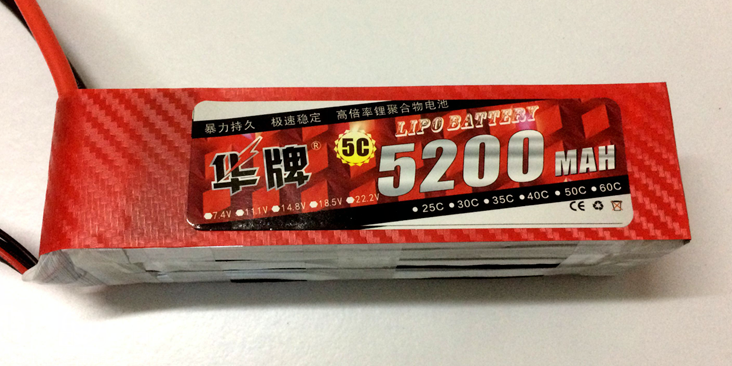 暴力持久 极速稳定 高倍率锂聚合物电池
LIPO BATTERY
华牌®
5C
5200 MAH
7.4V 11.1V 14.8V 18.5V 22.2V
25C 30C 35C 40C 50C 60C
CE